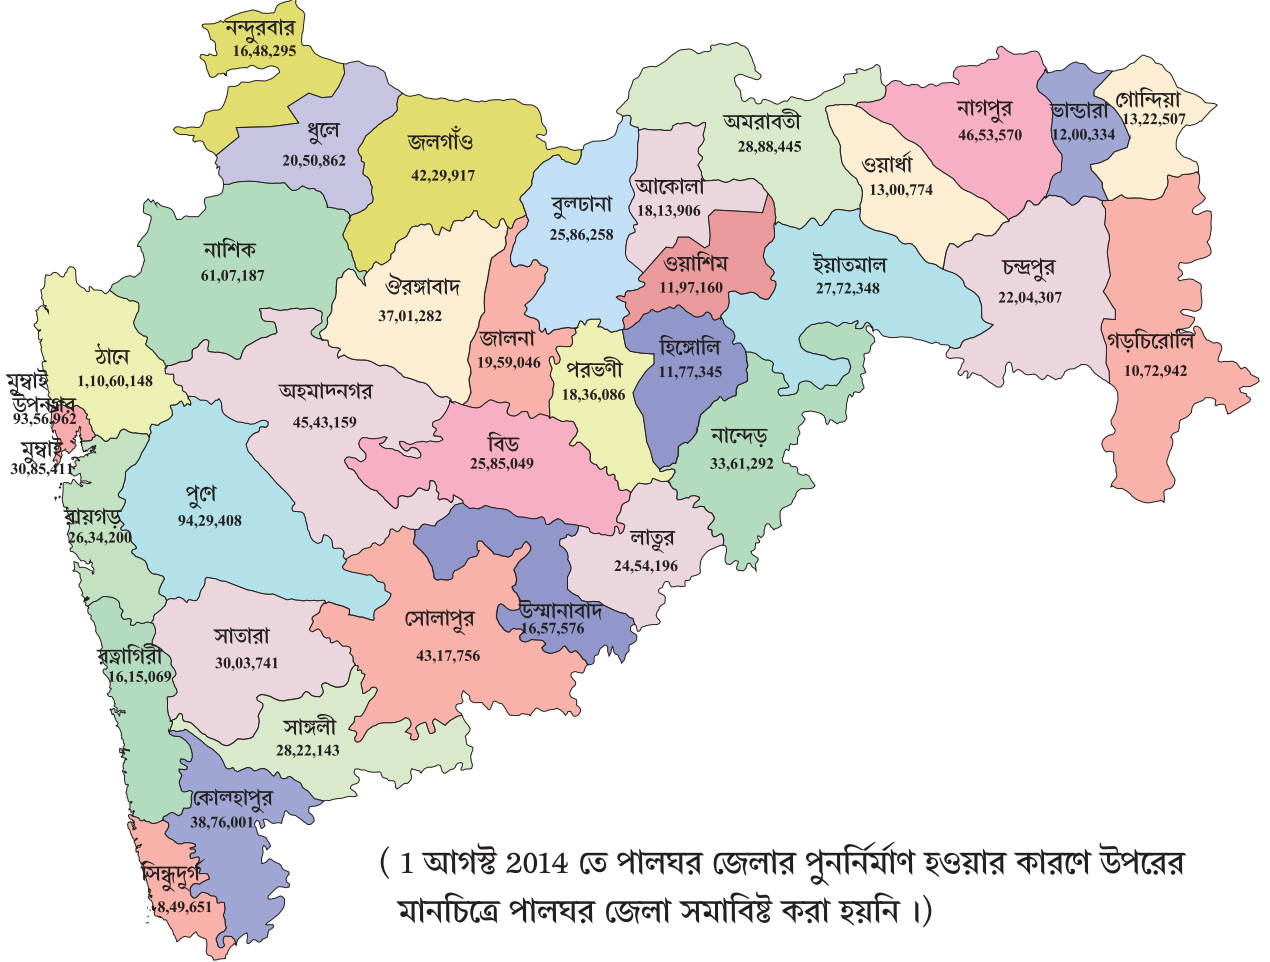 নন্দুরবার
16,48,295
ধুলে
20,50,862
জলগাঁও
42,29,917
অমরাবতী
28,88,445
নাগপুর
46,53,570
ভান্ডারা
12,00,334
গোন্দিয়া
13,22,507
ওয়ার্ধা
13,00,774
আকোলা
18,13,906
বুলঢানা
25,86,258
নাশিক
61,07,187
ঔরঙ্গাবাদ
37,01,282
ওয়াশিম
11,97,160
ইয়াতমাল
27,72,348
চন্দ্রপুর
22,04,307
গড়চিরোলি
10,72,942
জালনা
19,59,046
হিঙ্গোলি
11,77,345
ঠানে
1,10,60,148
পরভণী
18,36,086
অহমাদনগর
45,43,159
মুম্বাই
উপনগর
93,56,962
মুম্বাই
30,85,411
বিড
25,85,049
নান্দেড়
33,61,292
পুণে
94,29,408
রায়গড়
26,34,200
লাতূর
24,54,196
উস্মানাবাদ
16,57,576
সোলাপূর
43,17,756
সাতারা
30,03,741
রত্নাগিরী
16,15,069
সাঙ্গলী
28,22,143
কোলহাপুর
38,76,001
সিন্ধুদুর্গ
8,49,651
( 1 আগস্ট 2014 তে পালঘর জেলার পুনর্নির্মাণ হওয়ার কারণে উপরের
মানচিত্রে পালঘর জেলা সমাবিষ্ট করা হয়নি ।)